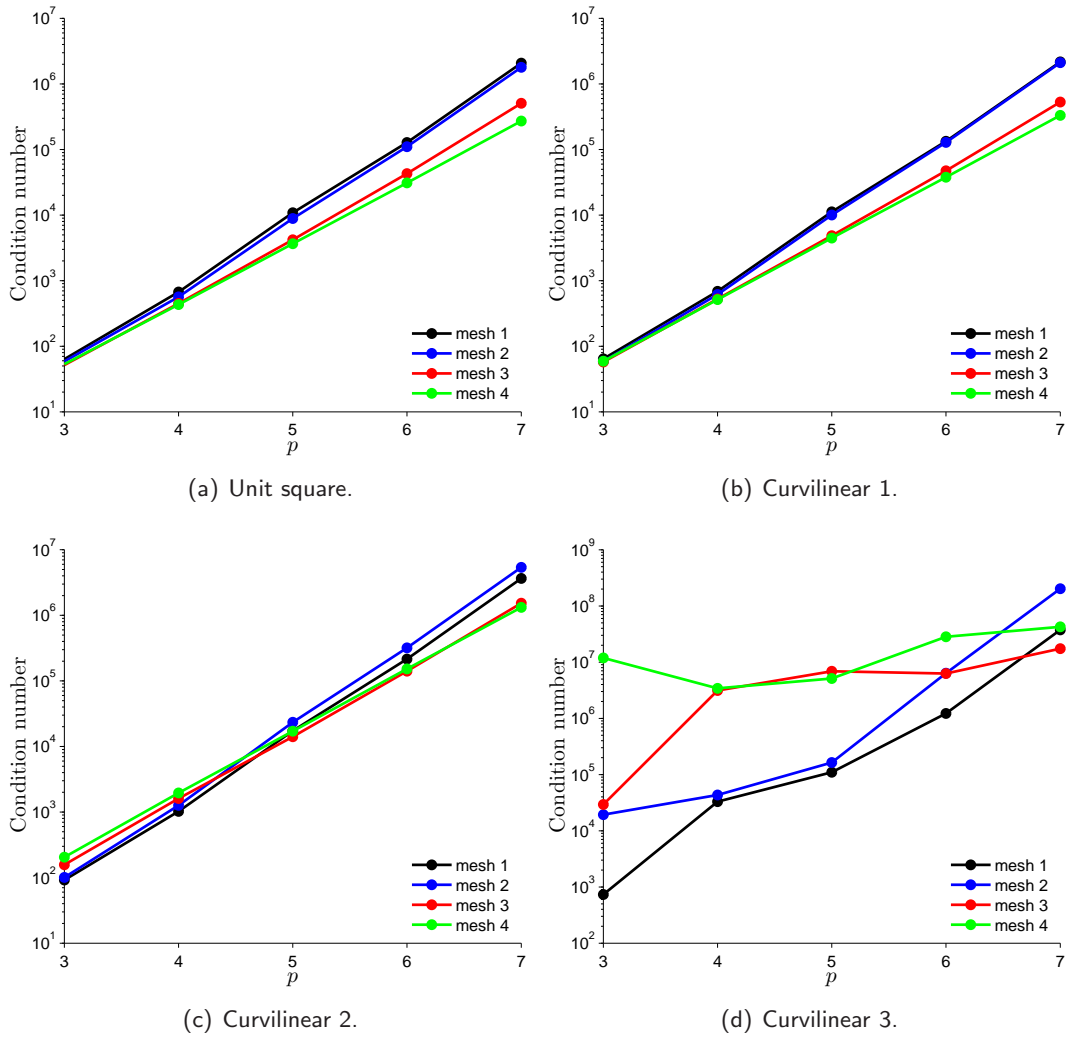 10^7
10^6
10^5
10^4
10^3
10^2
10^1
Condition number
3 4 5 6 7
p
mesh 1
mesh 2
mesh 3
mesh 4
(a) Unit square.
10^7
10^6
10^5
10^4
10^3
10^2
10^1
Condition number
3 4 5 6 7
p
mesh 1
mesh 2
mesh 3
mesh 4
(b) Curvilinear 1.
10^7
10^6
10^5
10^4
10^3
10^2
10^1
Condition number
3 4 5 6 7
p
mesh 1
mesh 2
mesh 3
mesh 4
(c) Curvilinear 2.
10^9
10^8
10^7
10^6
10^5
10^4
10^3
10^2
Condition number
3 4 5 6 7
p
mesh 1
mesh 2
mesh 3
mesh 4
(d) Curvilinear 3.